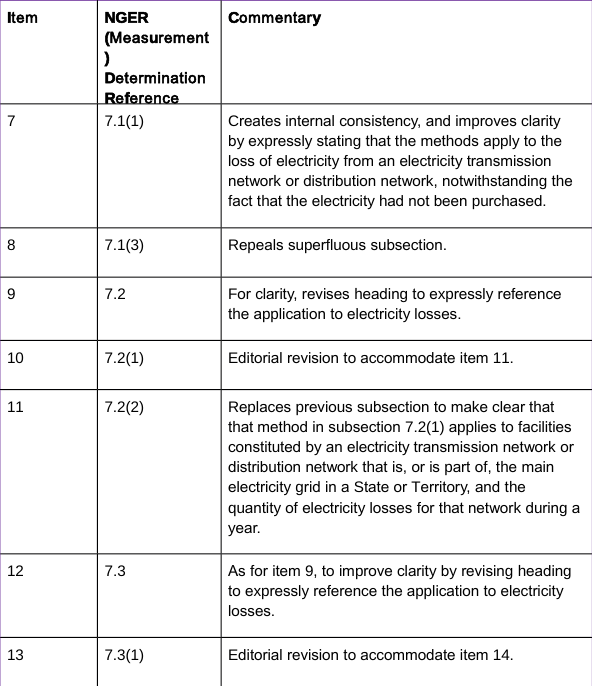 Item
NGER
(Measurement
)
Determination
Reference
Commentary
7
7.1(1)
Creates internal consistency, and improves clarity
by expressly stating that the methods apply to the
loss of electricity from an electricity transmission
network or distribution network, notwithstanding the
fact that the electricity had not been purchased.
8
7.1(3)
Repeals superfluous subsection.
9
7.2
For clarity, revises heading to expressly reference
the application to electricity losses.
10
7.2(1)
Editorial revision to accommodate item 11.
11
7.2(2)
Replaces previous subsection to make clear that
that method in subsection 7.2(1) applies to facilities
constituted by an electricity transmission network or
distribution network that is, or is part of, the main
electricity grid in a State or Territory, and the
quantity of electricity losses for that network during a
year.
12
7.3
As for item 9, to improve clarity by revising heading
to expressly reference the application to electricity
losses.
13
7.3(1)
Editorial revision to accommodate item 14.